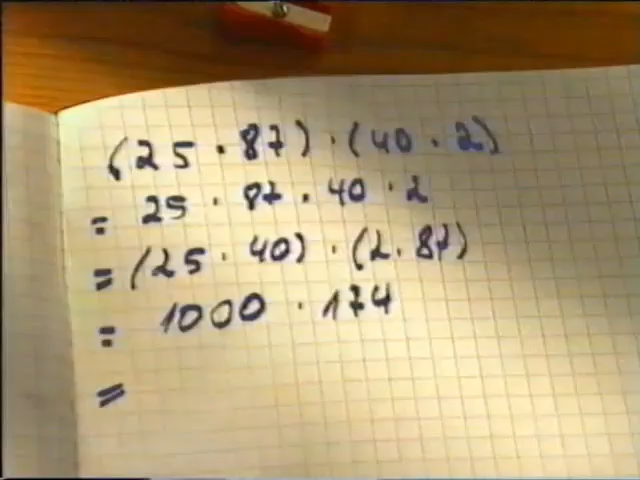 (25 · 87) · (40 · 2)
= 25 · 87 · 40 · 2
= (25 · 40) · (2 · 87)
= 1000 · 174
=